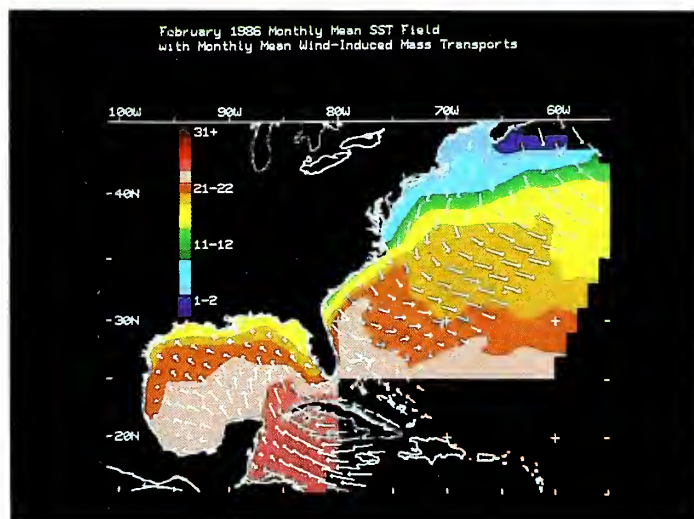 February 1986 Monthly Mean SST Field
with Monthly Mean Wind-Induced Mass Transports
100W 90W 80W 70W 60W
31+
21-22
11-12
1-2
40N
30N
20N